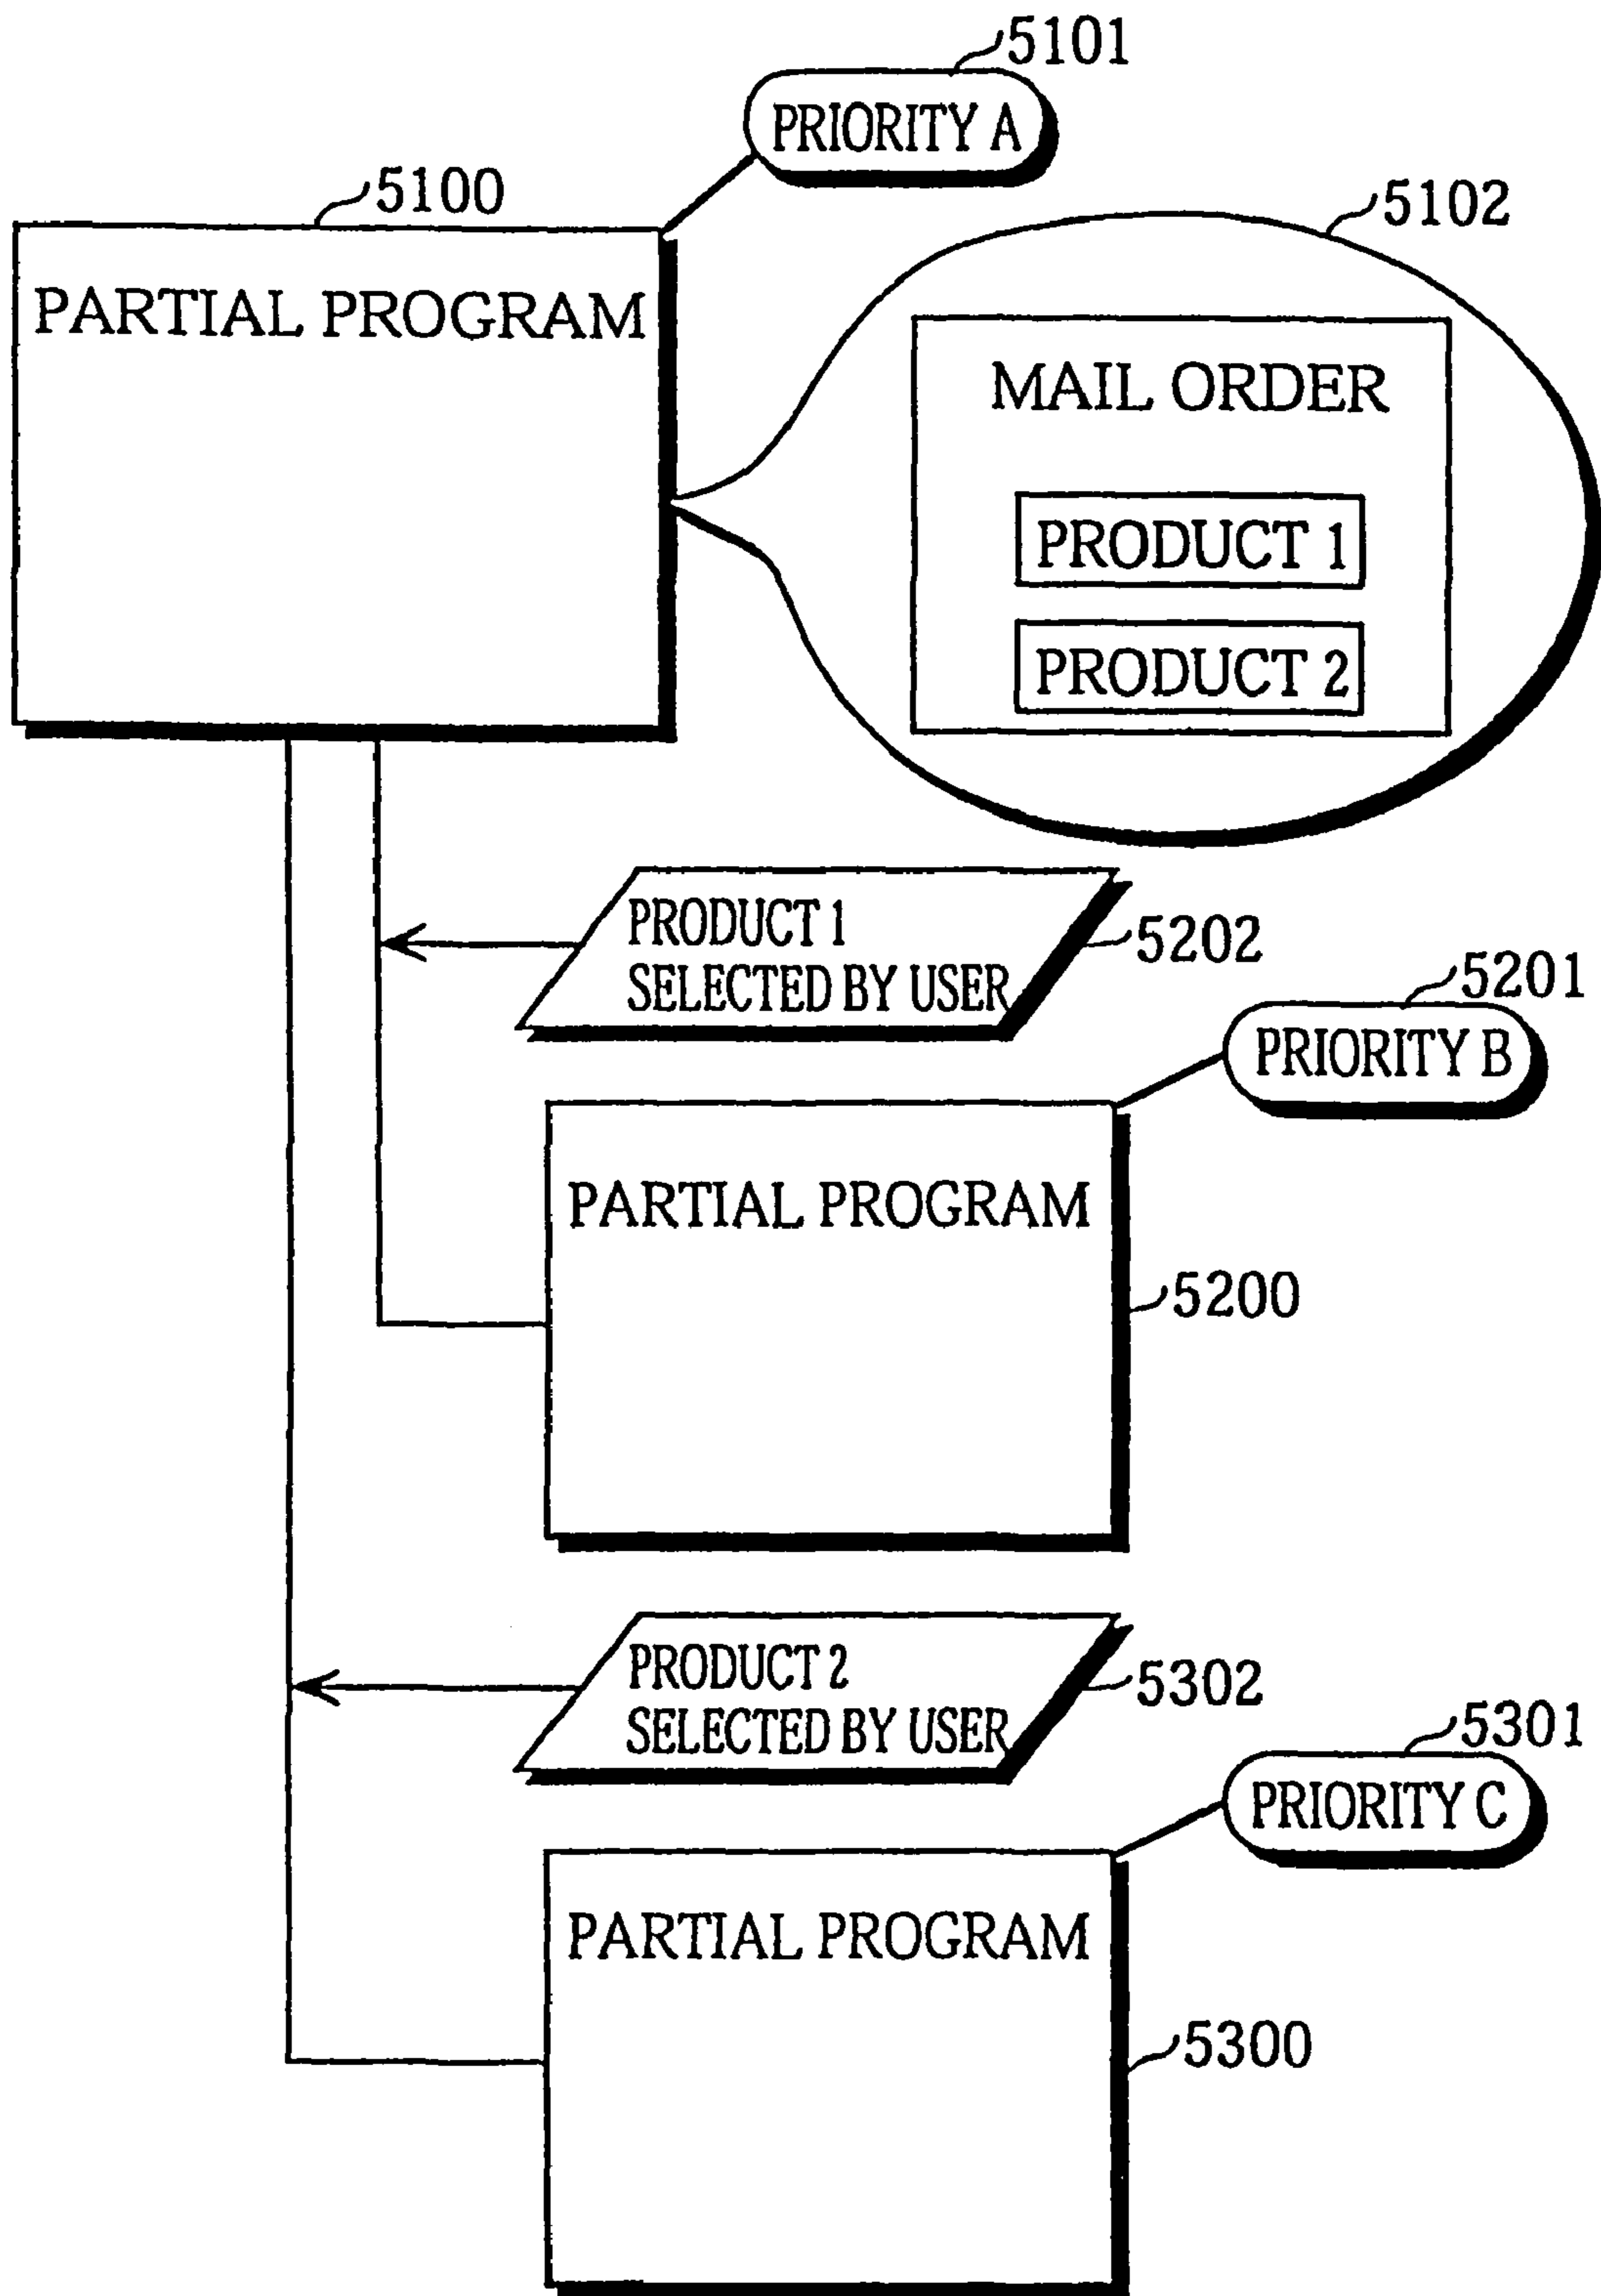 5101
PRIORITY A
5100
5102
PARTIAL PROGRAM
MAIL ORDER
PRODUCT 1
PRODUCT 2
PRODUCT 1
SELECTED BY USER
5202
5201
PRIORITY B
PARTIAL PROGRAM
5200
PRODUCT 2
SELECTED BY USER
5302
5301
PRIORITY C
PARTIAL PROGRAM
5300